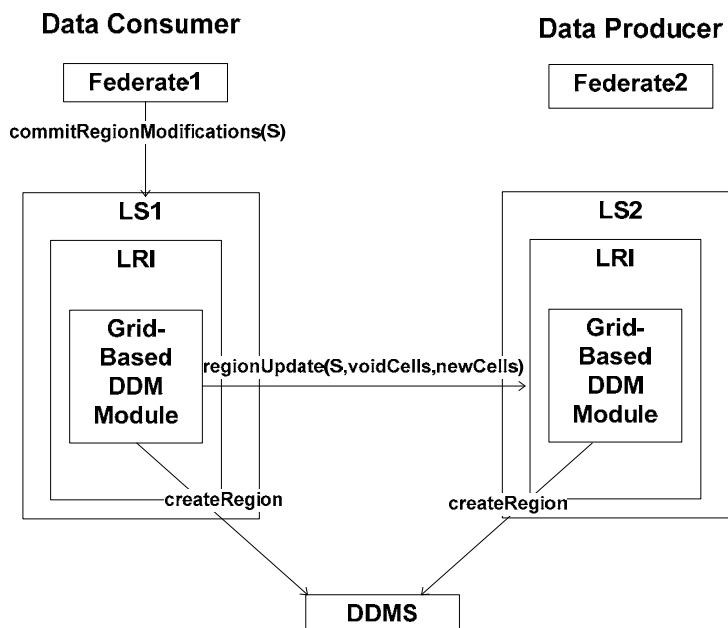 Data Consumer
Data Producer
Federate1
Federate2
commitRegionModifications(S)
LS1
LRI
Grid-
Based
DDM
Module
regionUpdate(S,voidCells,newCells)
LS2
LRI
Grid-
Based
DDM
Module
createRegion
createRegion
DDMS